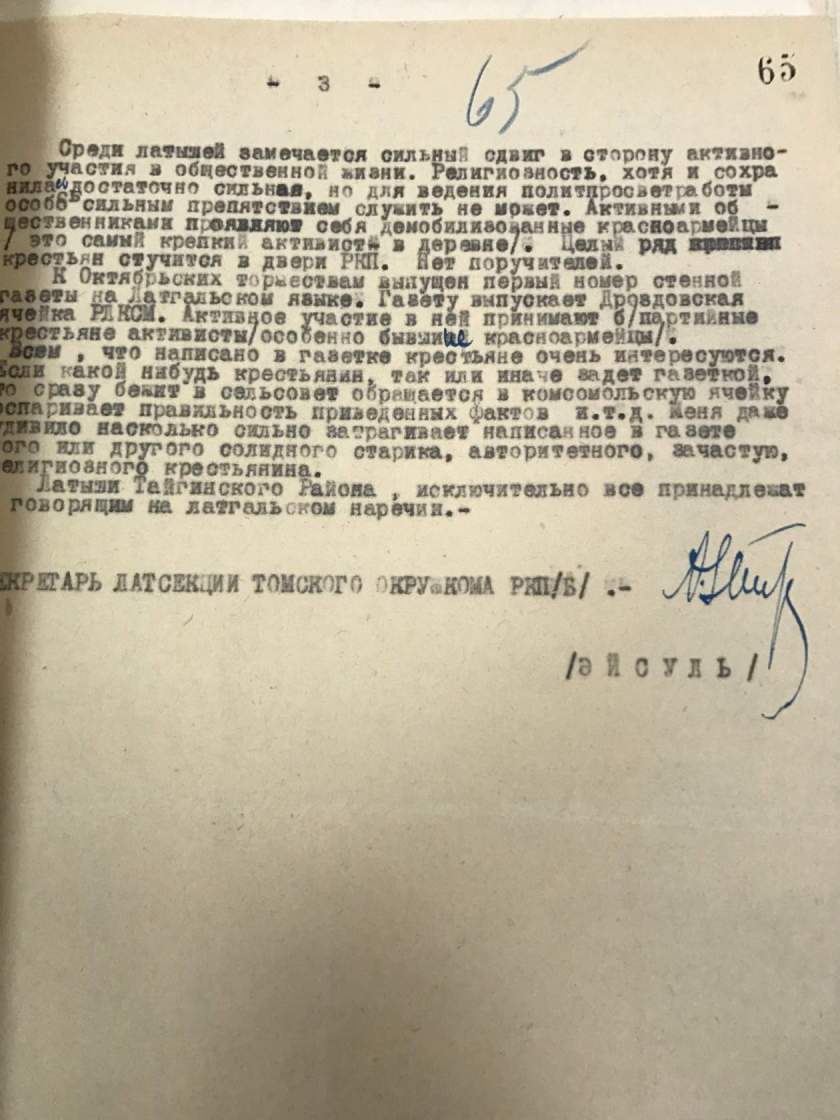 65
- 3 -
65
Среди латышей замечается сильный сдвиг в сторону активно-
го участия в общественной жизни. Религиозность, хотя и сохра
нилась достаточно сильная, но для ведения политпросветработы
особо сильным препятствием служить не может. Активными об -
щественниками проявляют себя демобилизованные красноармейцы
/ это самый крепкий активистъ в деревне/. Целый ряд
крестьян стучится в двери РКП. Нет поручителей.
К Октябрьских торжествам выпущен первый номер стенной
газеты на Латгальском языке. Газету выпускает Дроздовская
ячейка РЛКСМ. Активное участие в ней принимают б/партийные
крестьяне активисты/особенно бывшие красноармейцы/.
Всем , что написано в газетке крестьяне очень интересуются.
Если какой нибудь крестьянин, так или иначе задет газеткой,
то сразу бежит в сельсовет обращается в комсомольскую ячейку
оспаривает правильность приведенных фактов и.т.д. Меня даже
удивило насколько сильно затрагивает написанное в газете
того или другого солидного старика, авторитетного, зачастую,
религиозного крестьянина.
Латыши Тайгинского Района , исключительно все принадлежат
говорящим на латгальском наречии.-
СЕКРЕТАРЬ ЛАТСЕКЦИИ ТОМСКОГО ОКРУЖКОМА РКП/Б/ .-
/ЭЙСУЛЬ/